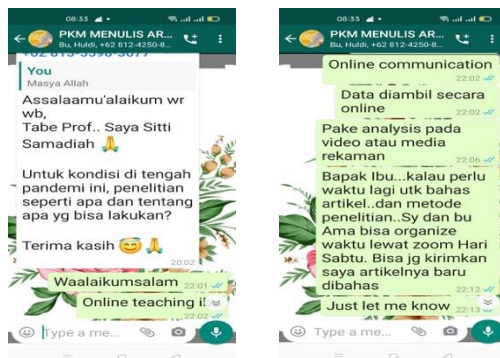 08:33
PKM MENULIS AR...
Bu, Huldi, +62 812-4250-8...
You
Masya Allah
Assalaamu'alaikum wr
wb,
Tabe Prof.. Saya Sitti
Samadiah 🙏
Untuk kondisi di tengah
pandemi ini, penelitian
seperti apa dan tentang
apa yg bisa lakukan?
Terima kasih 😇🙏
20:02
Waalaikumsalam 22:01
Online teaching
22:02
Type a me...
08:33
PKM MENULIS AR...
Bu, Huldi, +62 812-4250-8...
Online communication
22:02
Data diambil secara
online 22:02
Pake analysis pada
video atau media
rekaman 22:06
Bapak Ibu...kalau perlu
waktu lagi utk bahas
artikel..dan metode
penelitian..Sy dan bu
Ama bisa organize
waktu lewat zoom Hari
Sabtu. Bisa jg kirimkan
saya artikelnya baru
dibahas 22:12
Just let me know 22:13
Type a me...